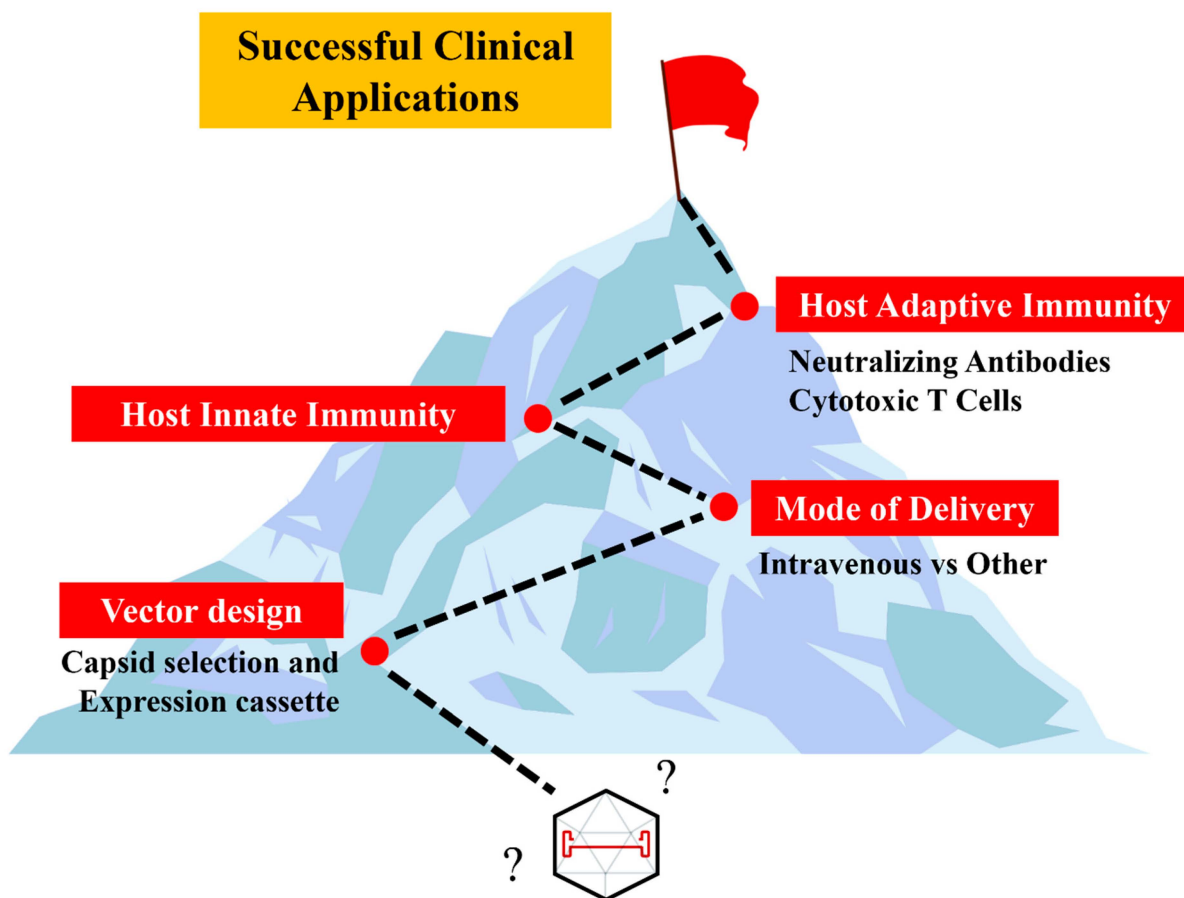 Successful Clinical
Applications
Host Adaptive Immunity
Neutralizing Antibodies
Cytotoxic T Cells
Host Innate Immunity
Mode of Delivery
Intravenous vs Other
Vector design
Capsid selection and
Expression cassette
?
?